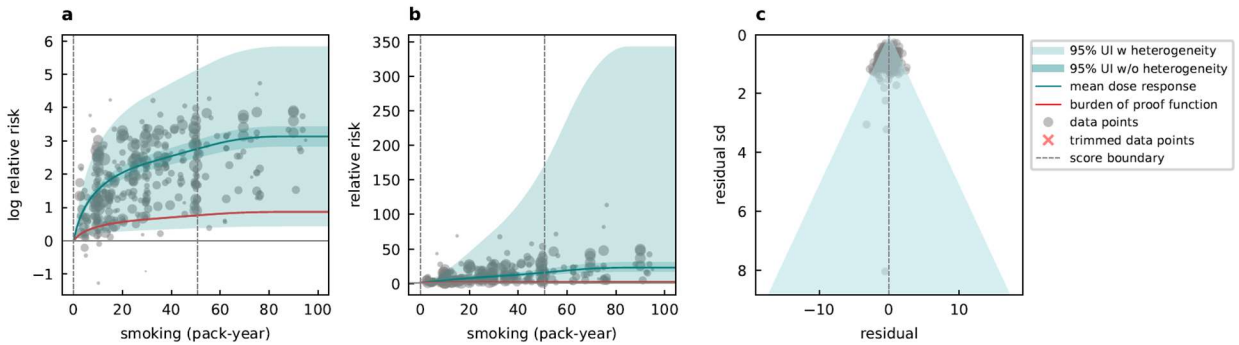 a
6
5
4
3
2
1
0
−1
log relative risk
0 20 40 60 80 100
smoking (pack-year)
b
350
300
250
200
150
100
50
0
relative risk
0 20 40 60 80 100
smoking (pack-year)
c
0
2
4
6
8
residual sd
−10 0 10
residual
95% UI w heterogeneity
95% UI w/o heterogeneity
mean dose response
burden of proof function
data points
trimmed data points
score boundary